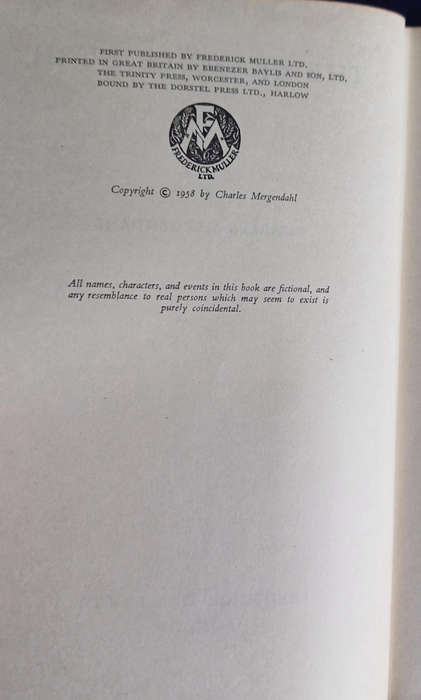 FIRST PUBLISHED BY FREDERICK MULLER LTD.
PRINTED IN GREAT BRITAIN BY EBENEZER BAYLIS AND SON, LTD.
THE TRINITY PRESS, WORCESTER, AND LONDON
BOUND BY THE DORSTEL PRESS LTD., HARLOW
FM
FREDERICK MULLER
LTD.
Copyright © 1958 by Charles Mergendahl
All names, characters, and events in this book are fictional, and
any resemblance to real persons which may seem to exist is
purely coincidental.